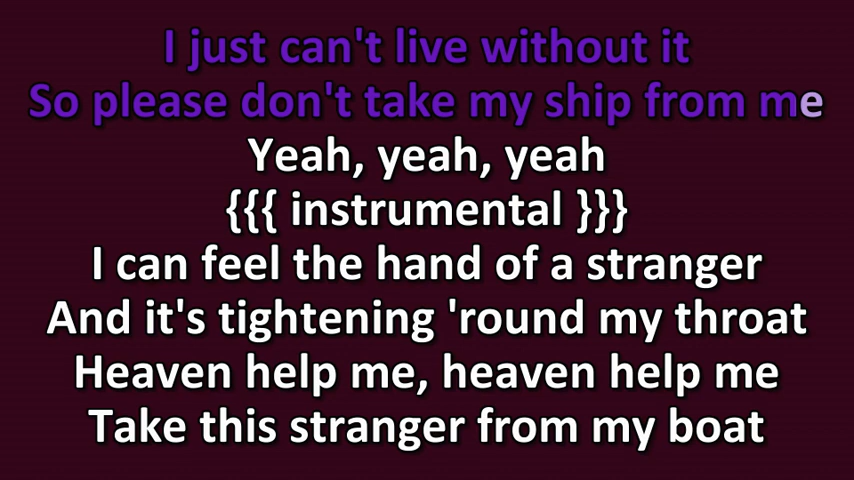 I just can't live without it
So please don't take my ship from me
Yeah, yeah, yeah
{{{ instrumental }}}
I can feel the hand of a stranger
And it's tightening 'round my throat
Heaven help me, heaven help me
Take this stranger from my boat